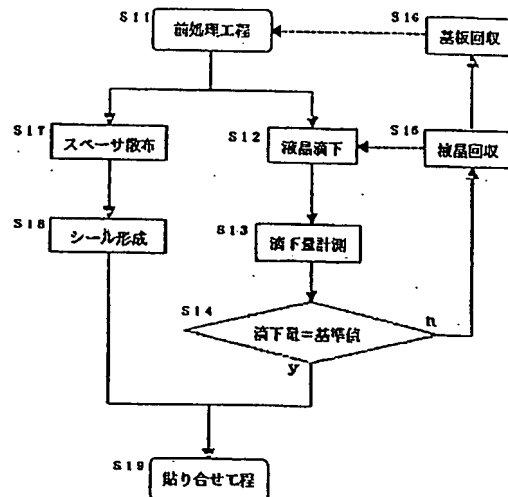 S11
前処理工程
S16
基板回収
S17
スペーサ散布
S12
液晶滴下
S15
液晶回収
S18
シール形成
S13
滴下量計測
S14
滴下量=基準値
n
y
S19
貼り合せて程